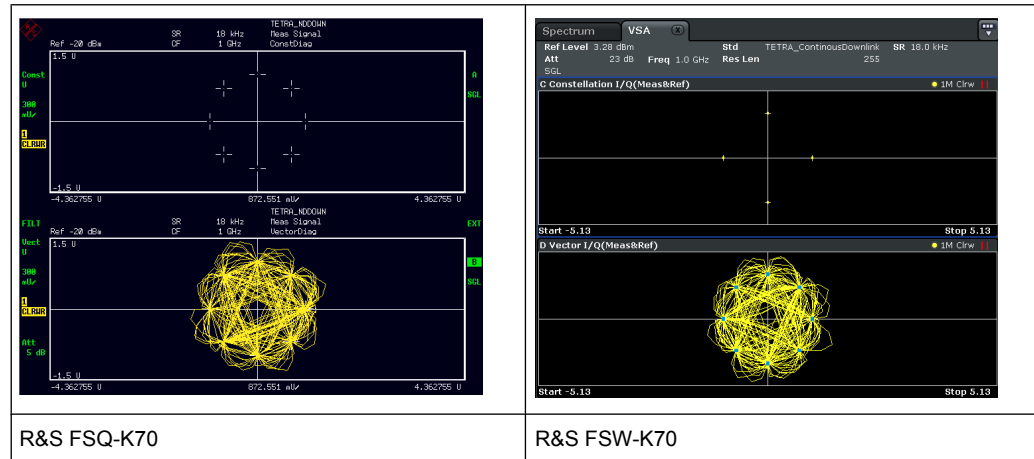 TETRA_NDDOWN
SR 18 kHz Meas Signal
Ref -20 dBm CF 1 GHz ConstDiag
1.5 U
Const
U
300
mU/
1
CLRWR
A
SGL
-1.5 U
-4.362755 U 872.551 mU/ 4.362755 U
TETRA_NDDOWN
FILT SR 18 kHz Meas Signal EXT
Ref -20 dBm CF 1 GHz VectorDiag
Vect
U
1.5 U
300
mU/
1
CLRWR
B
SGL
Att
5 dB
-1.5 U
-4.362755 U 872.551 mU/ 4.362755 U
R&S FSQ-K70
Spectrum VSA X
Ref Level 3.28 dBm Std TETRA_ContinousDownlink SR 18.0 kHz
Att 23 dB Freq 1.0 GHz Res Len 255
SGL
C Constellation I/Q(Meas&Ref) 1M Clrw
Start -5.13 Stop 5.13
D Vector I/Q(Meas&Ref) 1M Clrw
Start -5.13 Stop 5.13
R&S FSW-K70